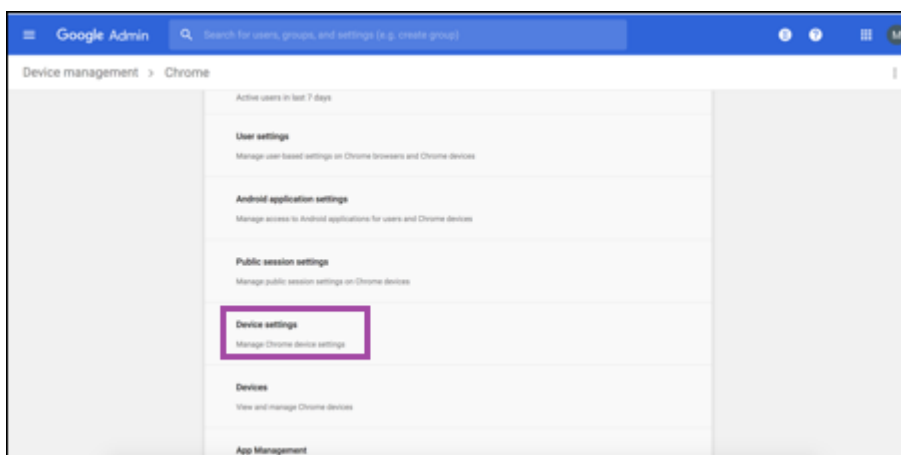 Google Admin
Search for users, groups, and settings (e.g. create group)
M
Device management > Chrome
Active users in last 7 days
User settings
Manage user-based settings on Chrome browsers and Chrome devices
Android application settings
Manage access to Android applications for users and Chrome devices
Public session settings
Manage public session settings on Chrome devices
Device settings
Manage Chrome device settings
Devices
View and manage Chrome devices
App Management